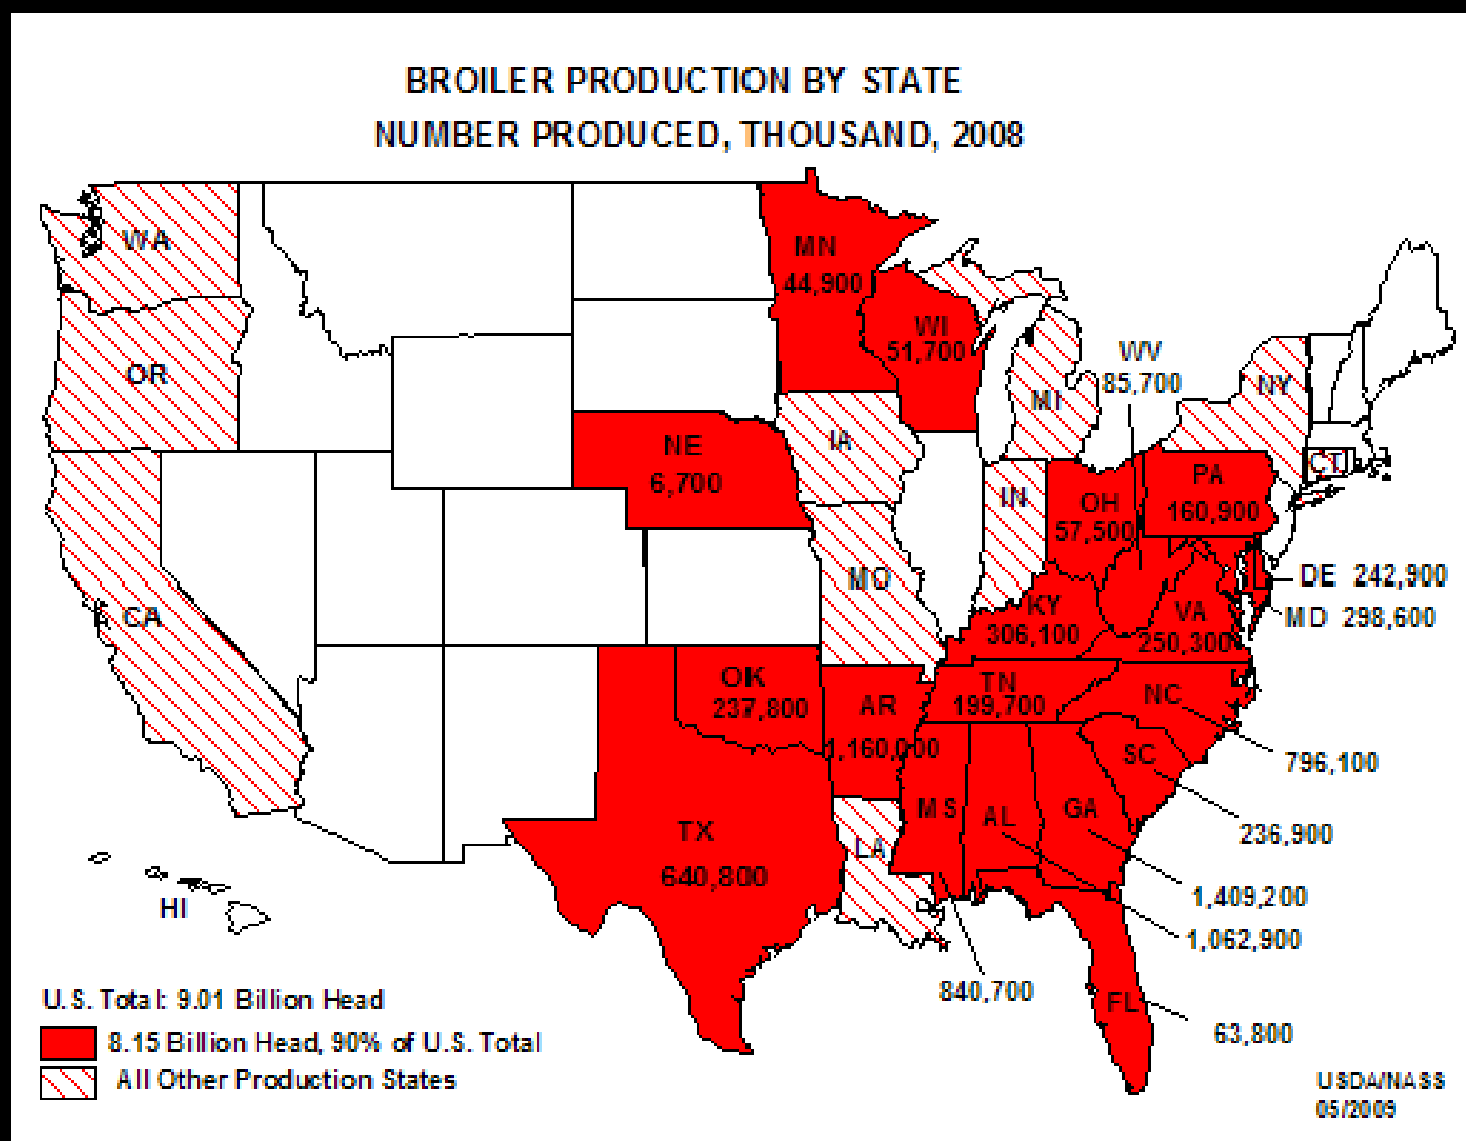 BROILER PRODUCTION BY STATE
NUMBER PRODUCED, THOUSAND, 2008
WA
OR
CA
HI
MN
44,900
WI
51,700
WV
85,700
MI
NY
CT
NE
6,700
IA
IN
OH
57,500
PA
160,900
MO
DE 242,900
MD 298,600
KY
306,100
VA
250,300
OK
237,800
AR
1,160,000
TN
199,700
NC
796,100
SC
236,900
TX
640,800
LA
MS
840,700
AL
1,062,900
GA
1,409,200
FL
63,800
U.S. Total: 9.01 Billion Head
8.15 Billion Head, 90% of U.S. Total
All Other Production States
USDA/NASS
05/2009